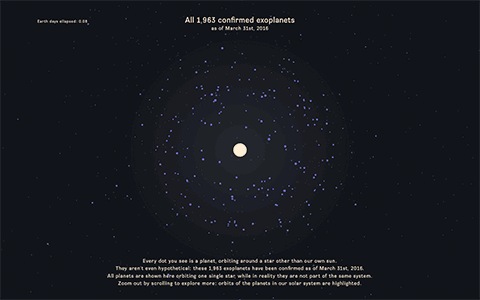 Earth days ellapsed: 0.88
All 1,963 confirmed exoplanets
as of March 31st, 2016
Every dot you see is a planet, orbiting around a star other than our own sun.
They aren't even hypothetical: these 1,963 exoplanets have been confirmed as of March 31st, 2016.
All planets are shown here orbiting one single star, while in reality they are not part of the same system.
Zoom out by scrolling to explore more: orbits of the planets in our solar system are highlighted.